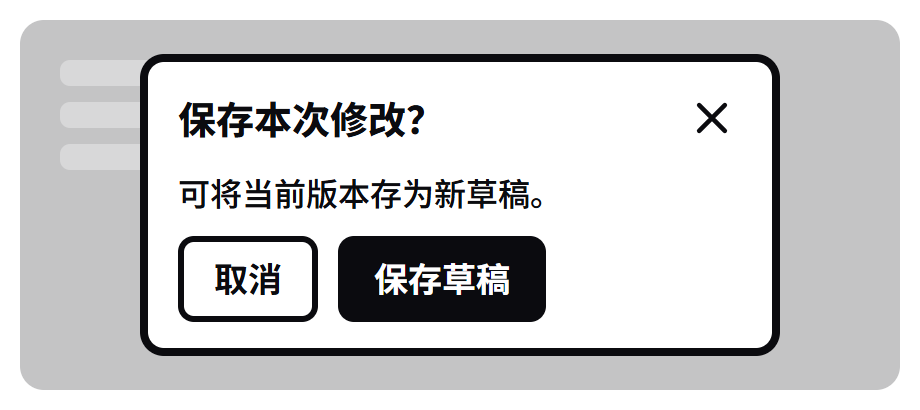 保存本次修改?
可将当前版本存为新草稿。
取消
保存草稿